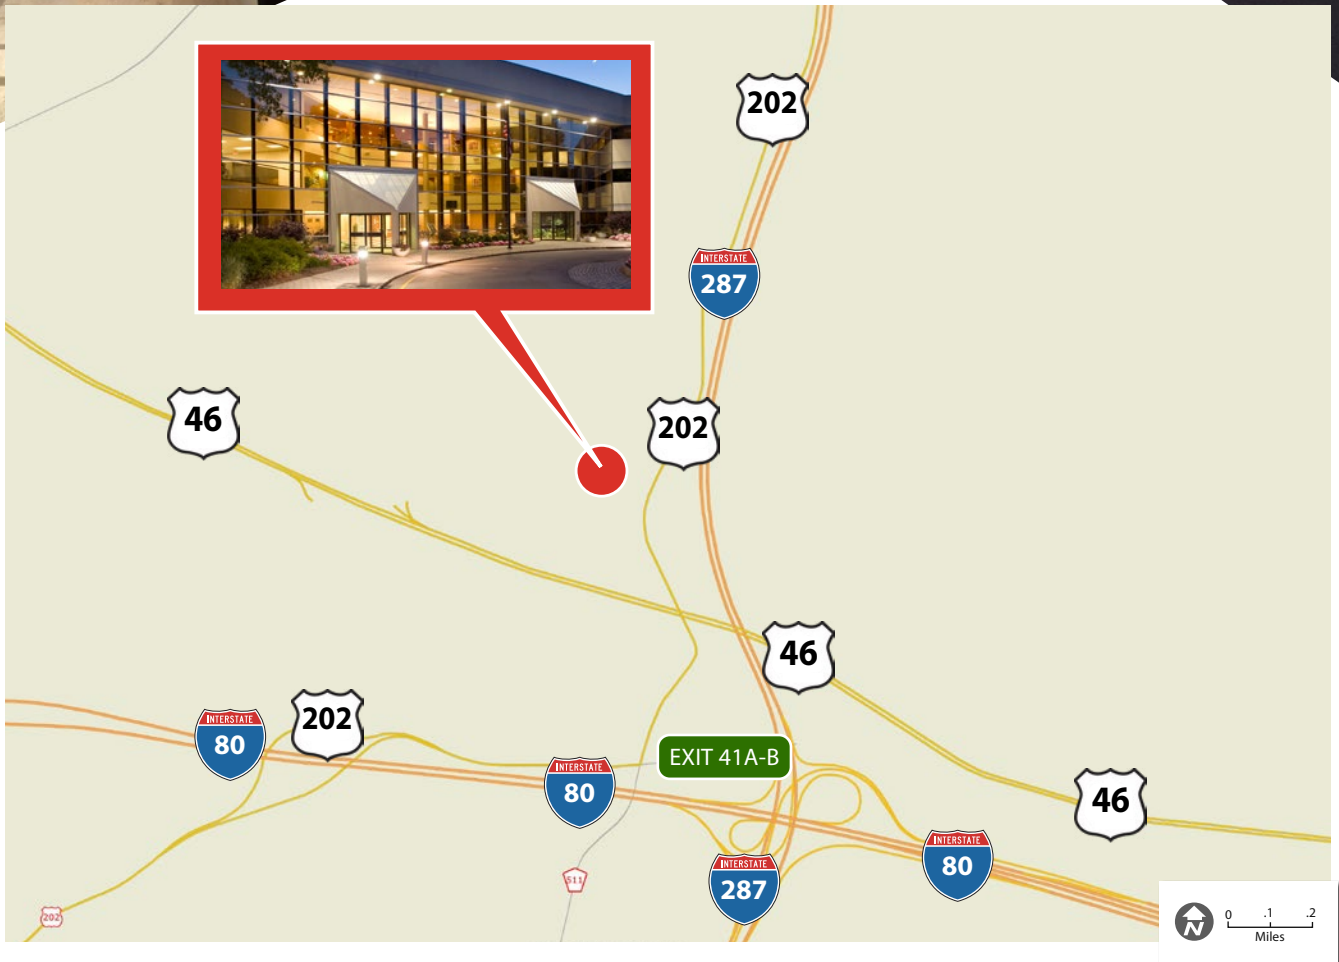 202
INTERSTATE
287
46
202
46
INTERSTATE
80
202
EXIT 41A-B
INTERSTATE
80
46
INTERSTATE
80
INTERSTATE
287
511
202
N
0 .1 .2
Miles